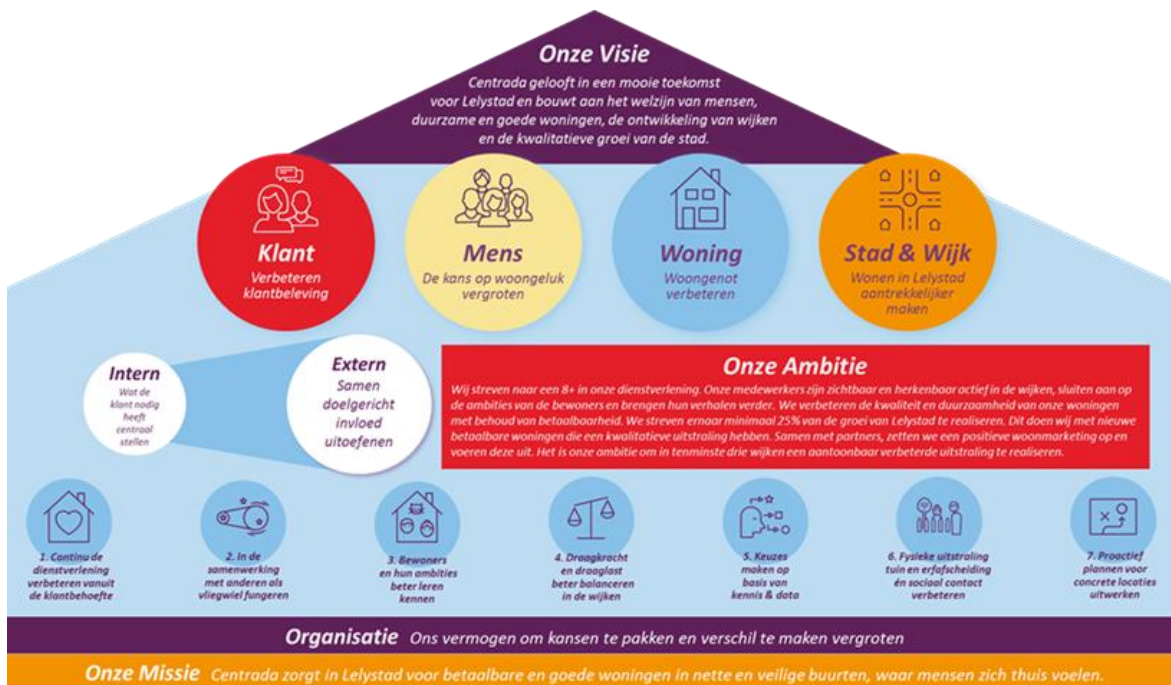 Onze Visie
Centrada gelooft in een mooie toekomst
voor Lelystad en bouwt aan het welzijn van mensen,
duurzame en goede woningen, de ontwikkeling van wijken
en de kwalitatieve groei van de stad.
Klant
Verbeteren
klantbeleving
Mens
De kans op woongeluk
vergroten
Woning
Woongenot
verbeteren
Stad & Wijk
Wonen in Lelystad
aantrekkelijker
maken
Intern
Wat de
klant nodig
heeft
centraal
stellen
Extern
Samen
doelgericht
invloed
uitoefenen
Onze Ambitie
Wij streven naar een 8+ in onze dienstverlening. Onze medewerkers zijn zichtbaar en herkenbaar actief in de wijken, sluiten aan op
de ambities van de bewoners en brengen hun verhalen verder. We verbeteren de kwaliteit en duurzaamheid van onze woningen
met behoud van betaalbaarheid. We streven ernaar minimaal 25% van de groei van Lelystad te realiseren. Dit doen wij met nieuwe
betaalbare woningen die een kwalitatieve uitstraling hebben. Samen met partners, zetten we een positieve woonmarketing op en
voeren deze uit. Het is onze ambitie om in tenminste drie wijken een aantoonbaar verbeterde uitstraling te realiseren.
1. Continu de
dienstverlening
verbeteren vanuit
de klantbehoefte
2. In de
samenwerking
met anderen als
vliegwiel fungeren
3. Bewoners
en hun ambities
beter leren
kennen
4. Draagkracht
en draaglast
beter balanceren
in de wijken
5. Keuzes
maken op
basis van
kennis & data
6. Fysieke uitstraling
tuin en erfafscheiding
én sociaal contact
verbeteren
7. Proactief
plannen voor
concrete locaties
uitwerken
Organisatie Ons vermogen om kansen te pakken en verschil te maken vergroten
Onze Missie Centrada zorgt in Lelystad voor betaalbare en goede woningen in nette en veilige buurten, waar mensen zich thuis voelen.